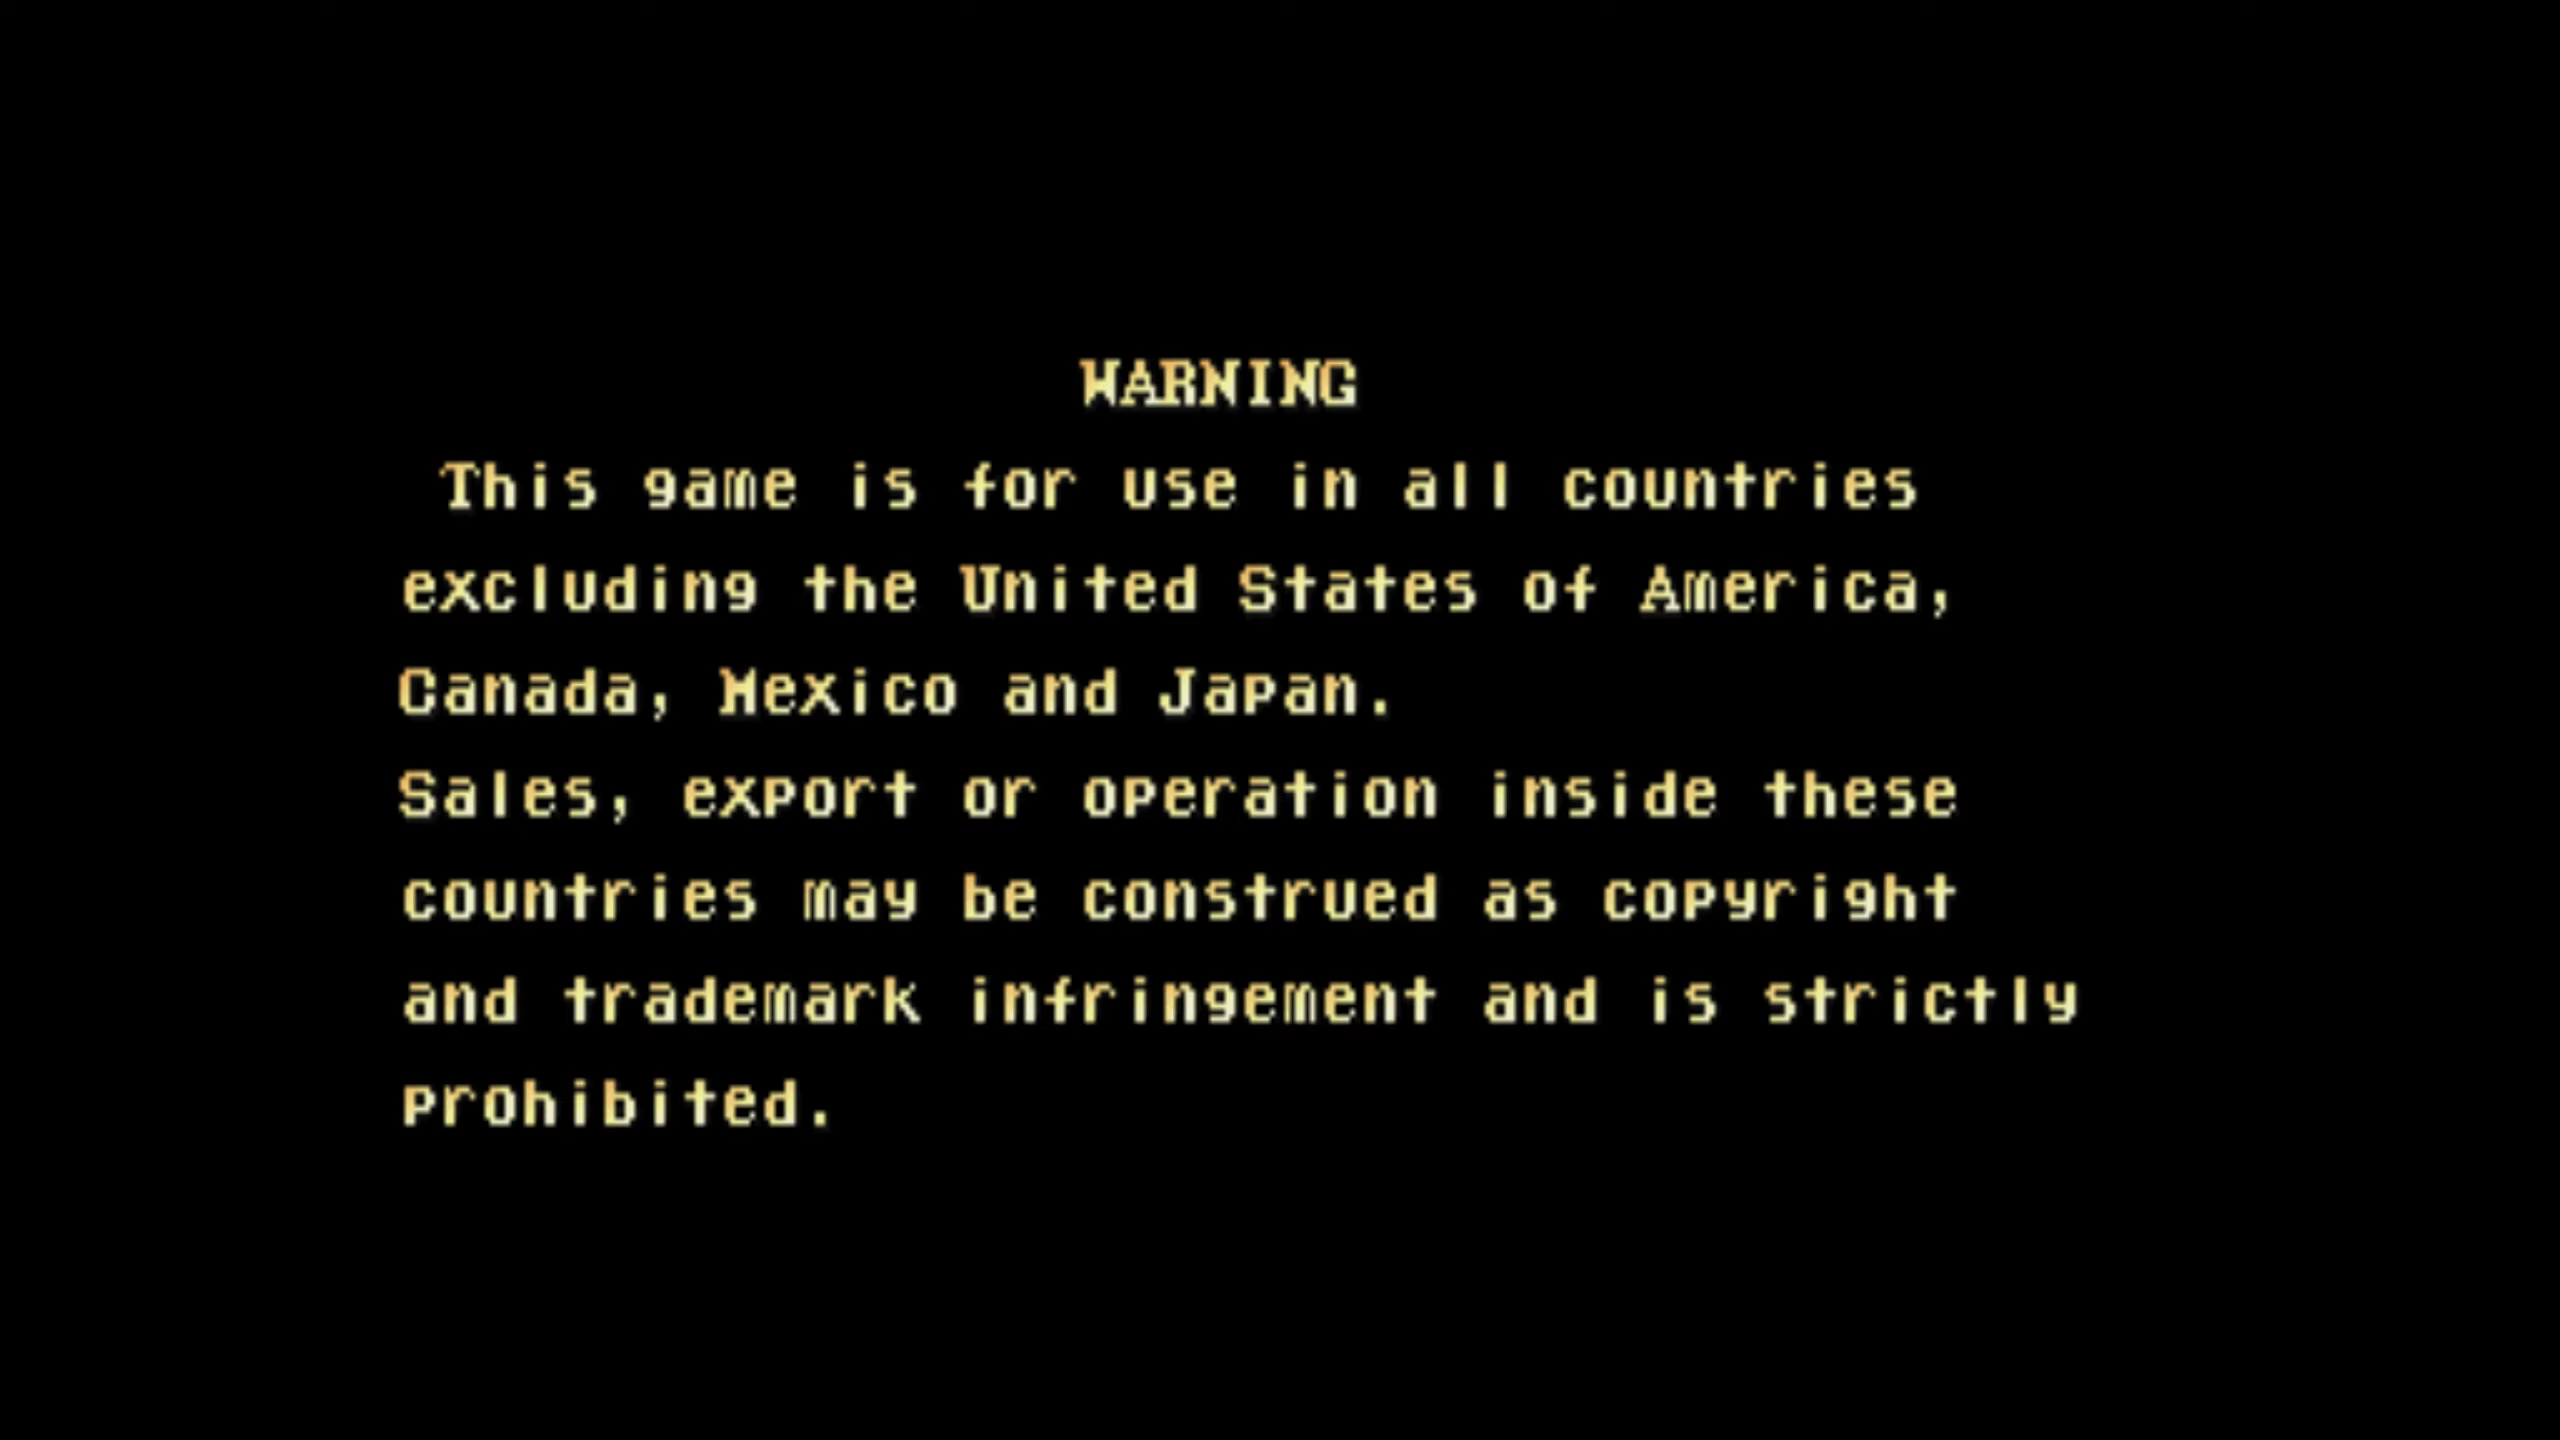 WARNING
This game is for use in all countries
excluding the United States of America,
Canada, Mexico and Japan.
Sales, export or operation inside these
countries may be construed as copyright
and trademark infringement and is strictly
prohibited.